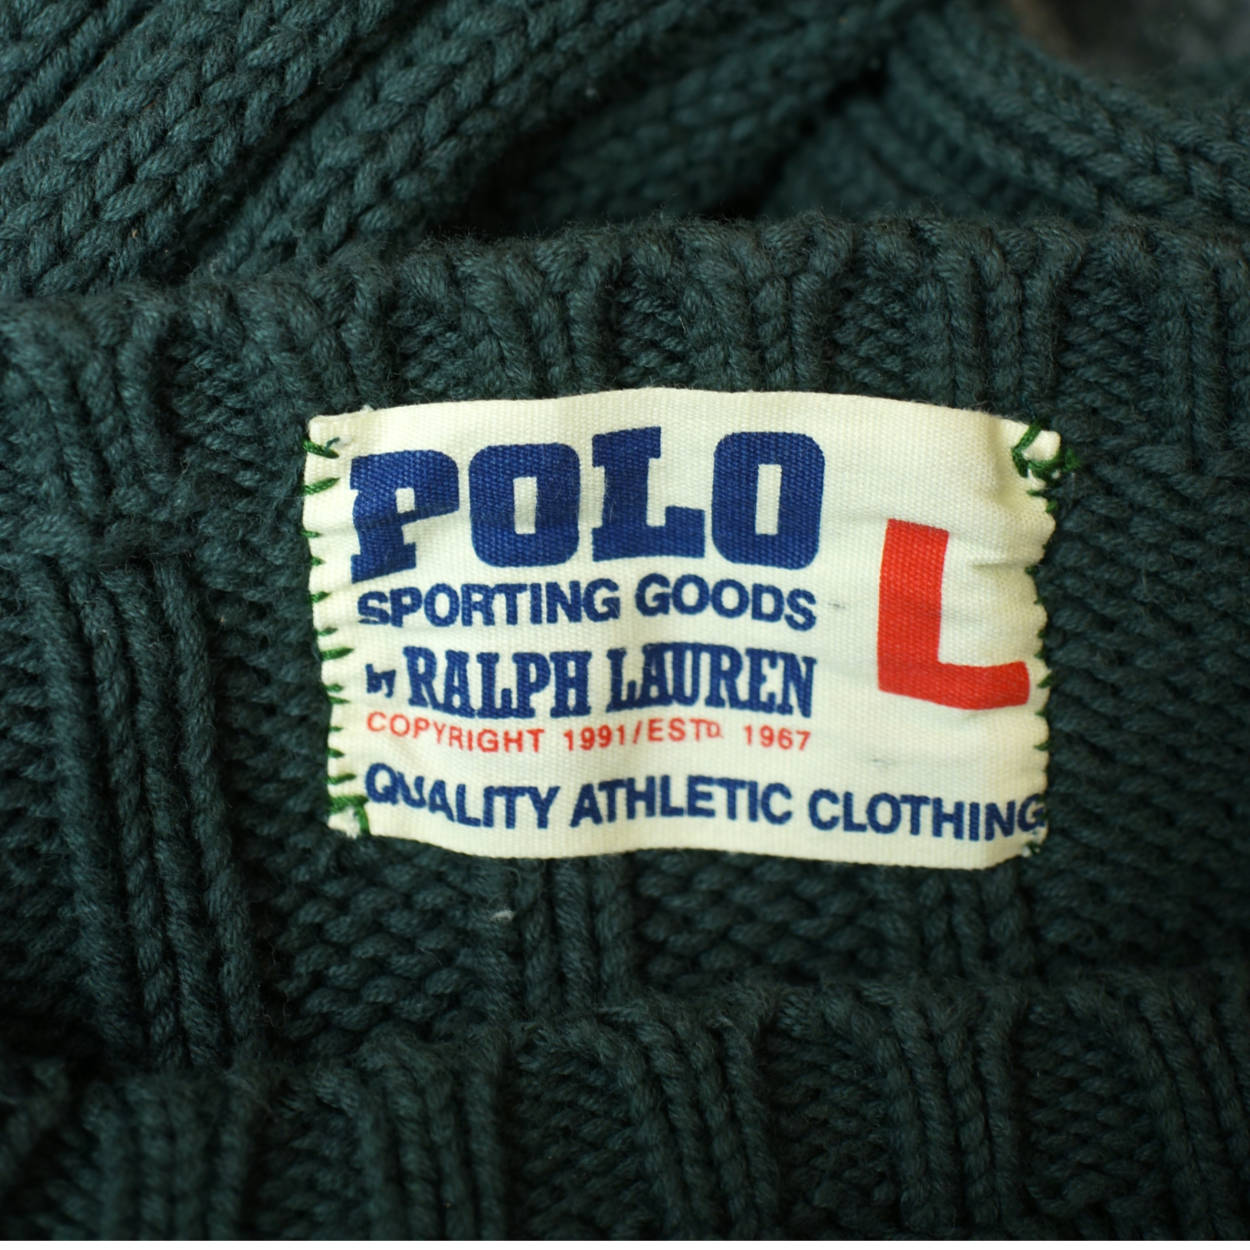 POLO
SPORTING GOODS
by RALPH LAUREN
COPYRIGHT 1991/ESTD. 1967
QUALITY ATHLETIC CLOTHING
L